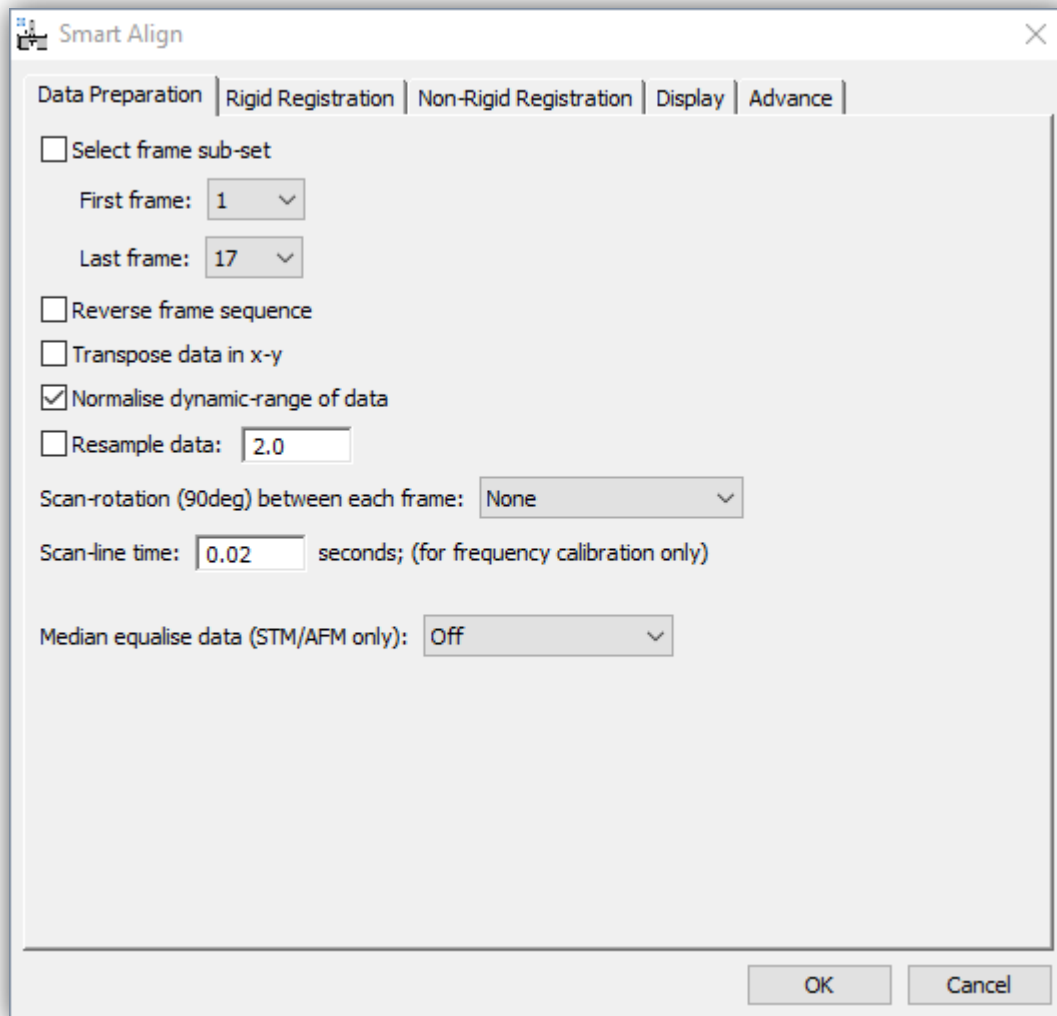 Smart Align
Data Preparation Rigid Registration Non-Rigid Registration Display Advance
Select frame sub-set
First frame: 1
Last frame: 17
Reverse frame sequence
Transpose data in x-y
Normalise dynamic-range of data
Resample data: 2.0
Scan-rotation (90deg) between each frame: None
Scan-line time: 0.02 seconds; (for frequency calibration only)
Median equalise data (STM/AFM only): Off
OK Cancel